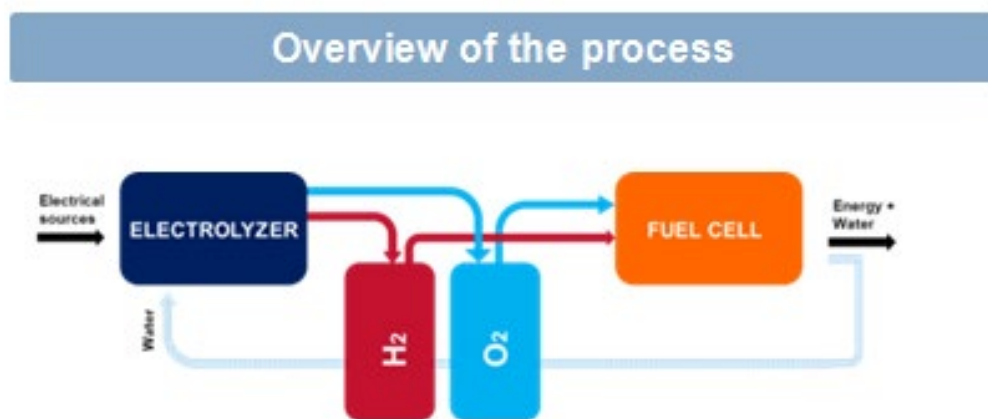 Overview of the process
Electrical
sources
ELECTROLYZER
FUEL CELL
Energy +
Water
Water
H₂
O₂